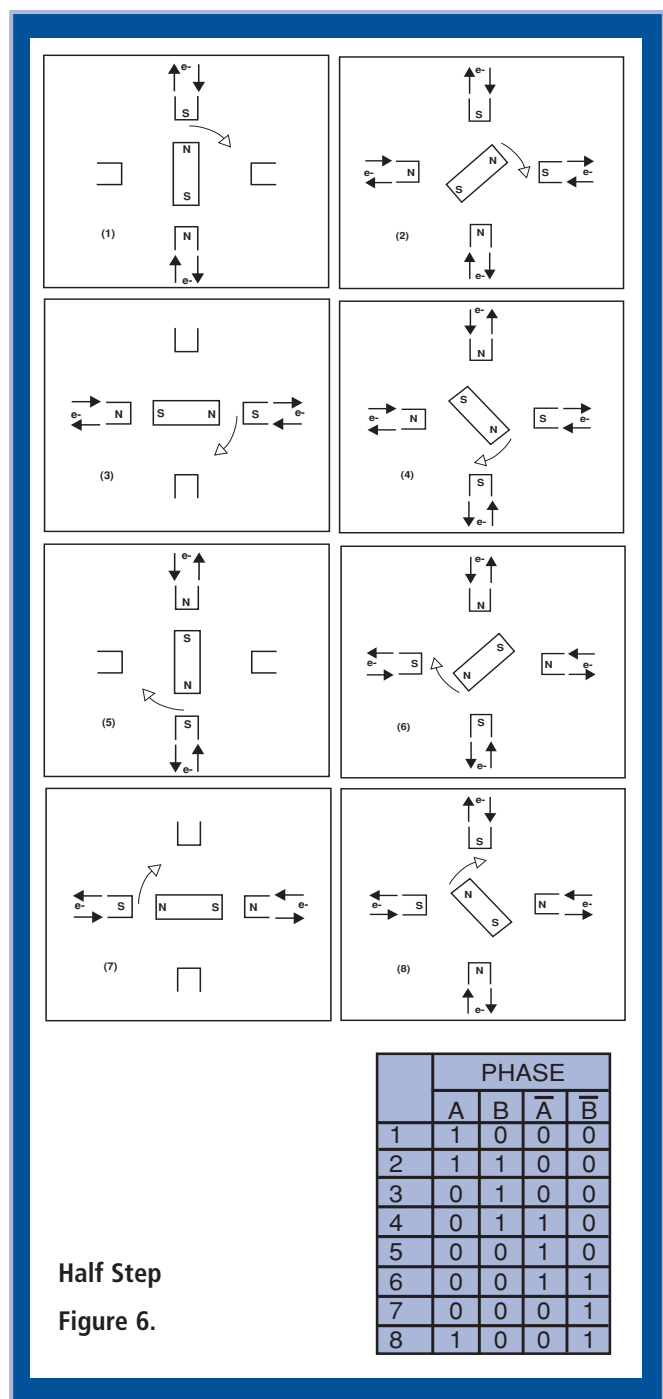 e-
S
N
S
N
e-
(1)
e-
S
e-
N
N
S
S
e-
N
e-
(2)
e-
N
S
N
S
e-
(3)
e-
N
e-
N
S
N
S
e-
S
e-
(4)
e-
N
S
N
S
e-
(5)
e-
N
e-
S
S
N
N
e-
S
e-
(6)
e-
S
N
S
N
e-
(7)
e-
S
e-
S
N
S
N
e-
N
e-
(8)
PHASE
A B A̅ B̅
1 1 0 0 0
2 1 1 0 0
3 0 1 0 0
4 0 1 1 0
5 0 0 1 0
6 0 0 1 1
7 0 0 0 1
8 1 0 0 1
Half Step
Figure 6.